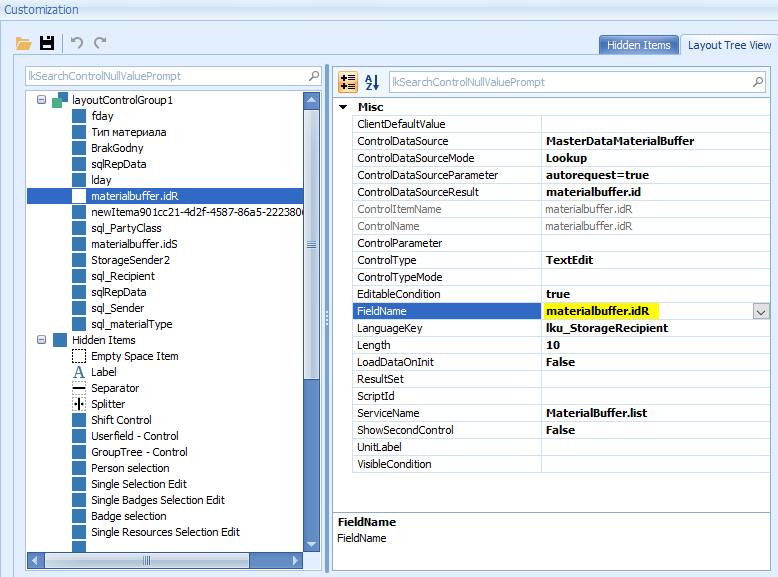 Customization
Hidden Items
Layout Tree View
lkSearchControlNullValuePrompt
layoutControlGroup1
fday
Тип материала
BrakGodny
sqlRepData
lday
materialbuffer.idR
newItema901cc21-4d2f-4587-86a5-2223806
sql_PartyClass
materialbuffer.idS
StorageSender2
sql_Recipient
sqlRepData
sql_Sender
sql_materialType
Hidden Items
Empty Space Item
A Label
Separator
Splitter
Shift Control
Userfield - Control
GroupTree - Control
Person selection
Single Selection Edit
Single Badges Selection Edit
Badge selection
Single Resources Selection Edit
A Z lkSearchControlNullValuePrompt
Misc
ClientDefaultValue
ControlDataSource MasterDataMaterialBuffer
ControlDataSourceMode Lookup
ControlDataSourceParameter autorequest=true
ControlDataSourceResult materialbuffer.id
ControlItemName materialbuffer.idR
ControlName materialbuffer.idR
ControlParameter
ControlType TextEdit
ControlTypeMode
EditableCondition true
FieldName materialbuffer.idR
LanguageKey lku_StorageRecipient
Length 10
LoadDataOnInit False
ResultSet
ScriptId
ServiceName MaterialBuffer.list
ShowSecondControl False
UnitLabel
VisibleCondition
FieldName
FieldName